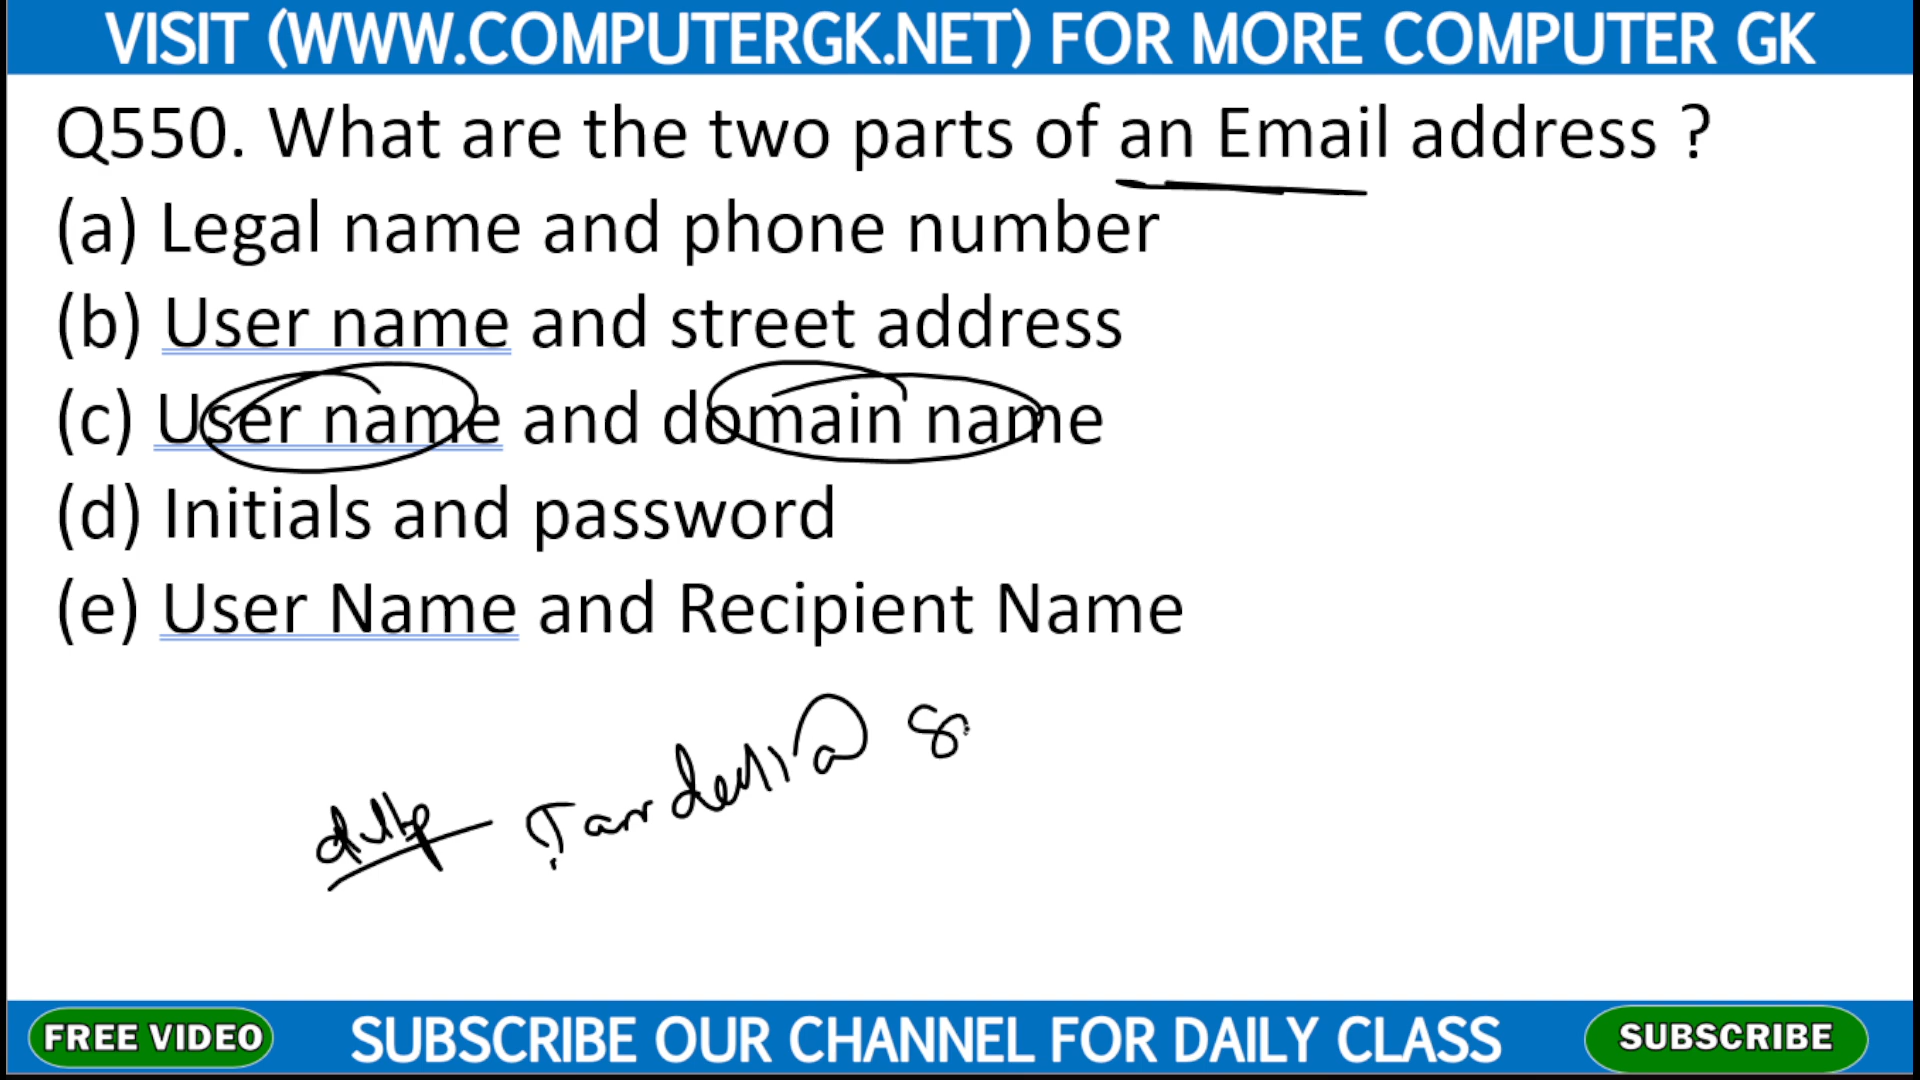 VISIT (WWW.COMPUTERGK.NET) FOR MORE COMPUTER GK
Q550. What are the two parts of an Email address ?
(a) Legal name and phone number
(b) User name and street address
(c) User name and domain name
(d) Initials and password
(e) User Name and Recipient Name
FREE VIDEO SUBSCRIBE OUR CHANNEL FOR DAILY CLASS SUBSCRIBE